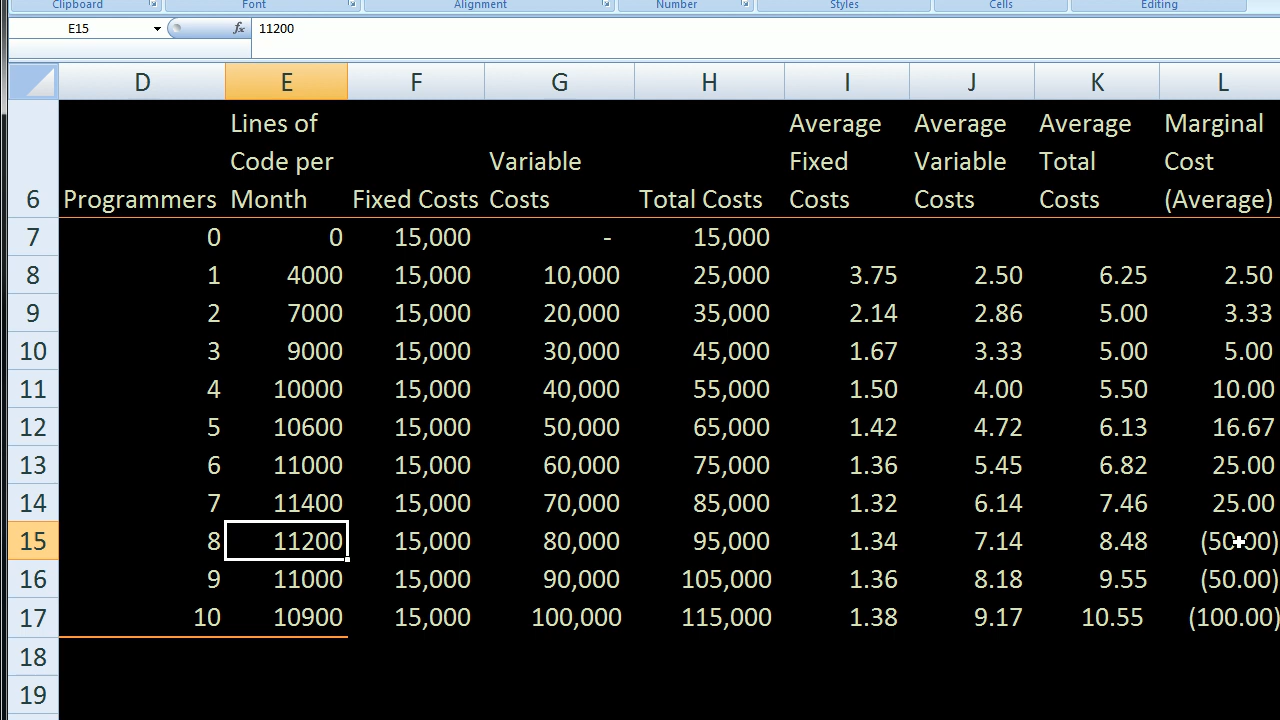 Clipboard Font Alignment Number Styles Cells Editing
E15 fx 11200
D E F G H I J K L
Lines of Average Average Average Marginal
Code per Variable Fixed Variable Total Cost
6 Programmers Month Fixed Costs Costs Total Costs Costs Costs Costs (Average)
7 0 0 15,000 - 15,000
8 1 4000 15,000 10,000 25,000 3.75 2.50 6.25 2.50
9 2 7000 15,000 20,000 35,000 2.14 2.86 5.00 3.33
10 3 9000 15,000 30,000 45,000 1.67 3.33 5.00 5.00
11 4 10000 15,000 40,000 55,000 1.50 4.00 5.50 10.00
12 5 10600 15,000 50,000 65,000 1.42 4.72 6.13 16.67
13 6 11000 15,000 60,000 75,000 1.36 5.45 6.82 25.00
14 7 11400 15,000 70,000 85,000 1.32 6.14 7.46 25.00
15 8 11200 15,000 80,000 95,000 1.34 7.14 8.48 (50.00)
16 9 11000 15,000 90,000 105,000 1.36 8.18 9.55 (50.00)
17 10 10900 15,000 100,000 115,000 1.38 9.17 10.55 (100.00)
18
19